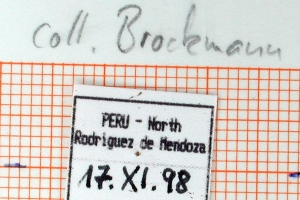 coll. Brockmann
PERU - North
Rodriguez de Mendoza
17. XI. 98